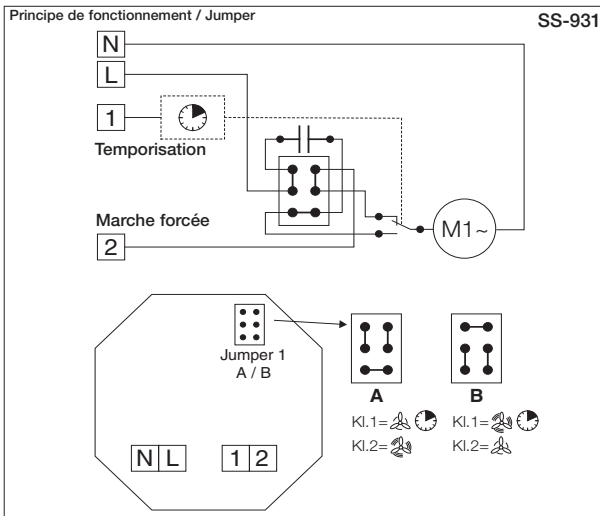 Principe de fonctionnement / Jumper
SS-931
N
L
1
Temporisation
Marche forcée
2
M1~
Jumper 1
A / B
N L
1 2
A
B
Kl.1=
Kl.2=
Kl.1=
Kl.2=